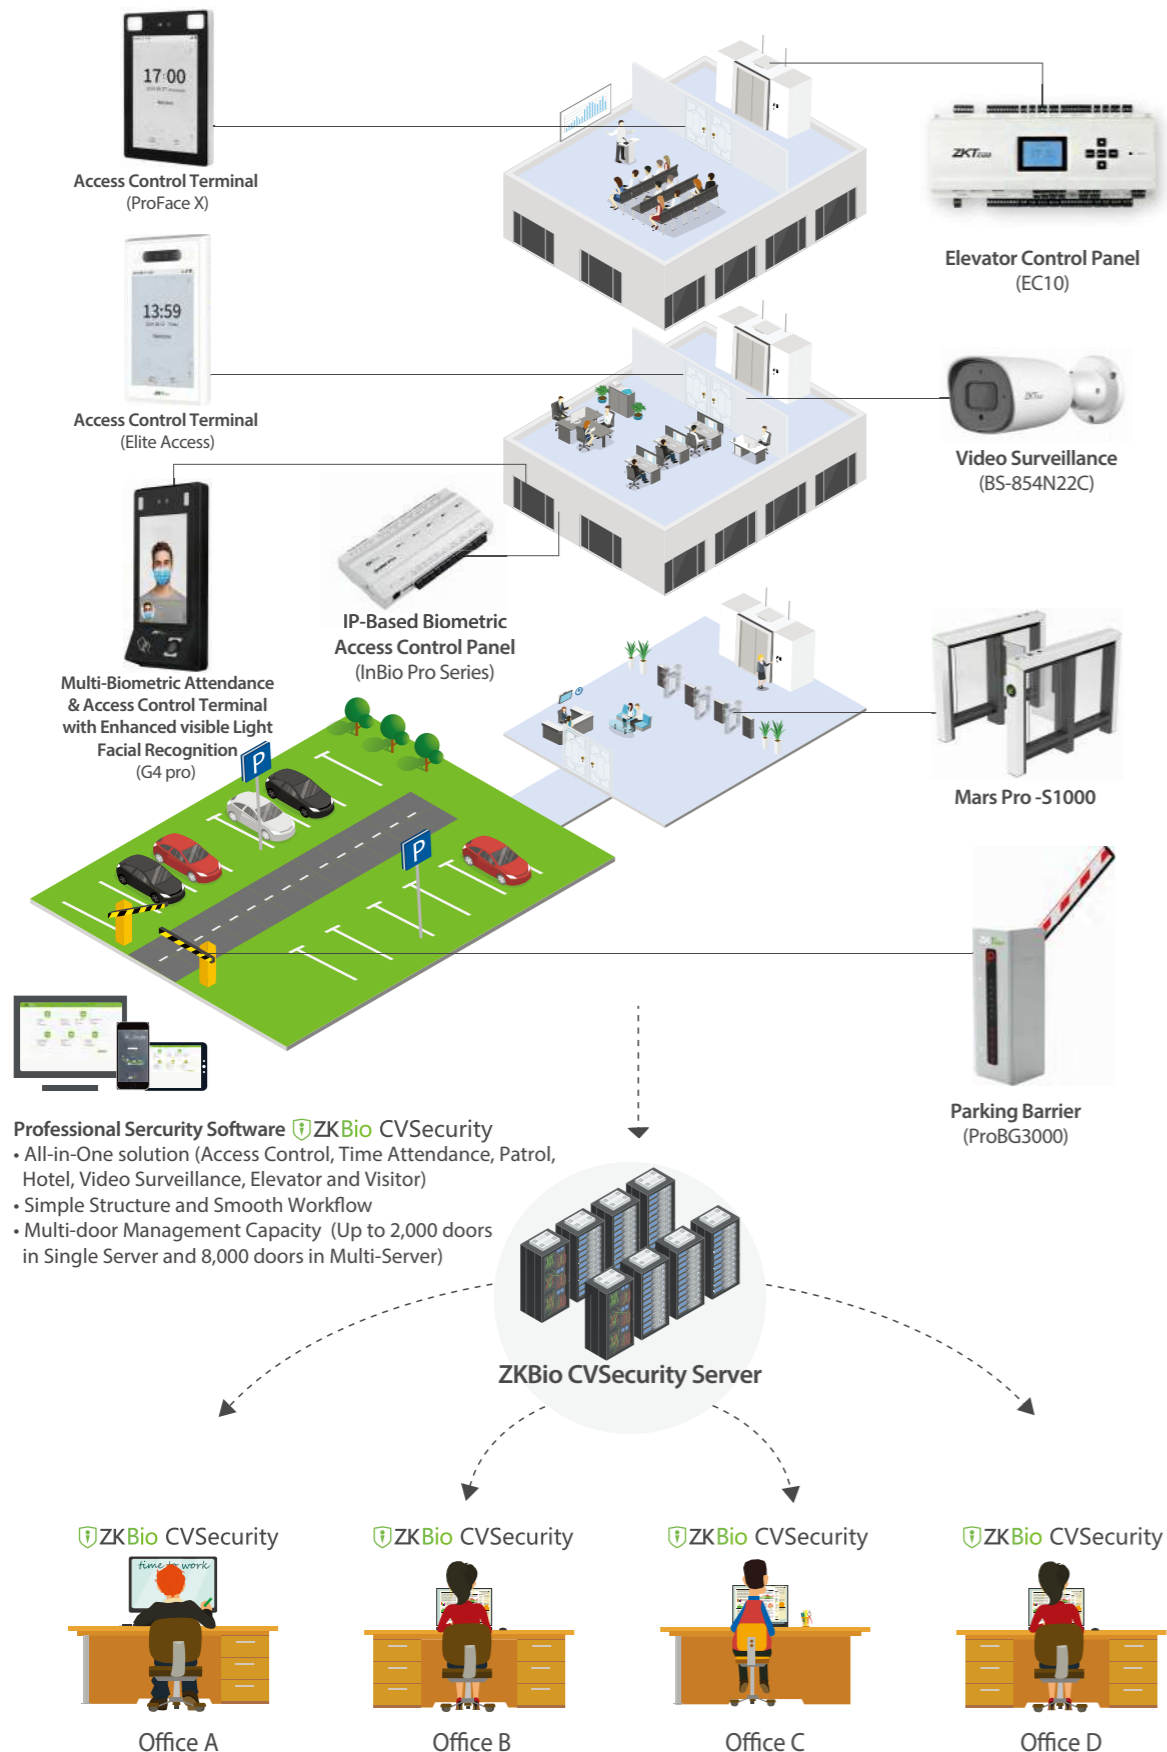 17:00
Access Control Terminal
(ProFace X)
ZKTeco
Elevator Control Panel
(EC10)
13:59
Access Control Terminal
(Elite Access)
ZKTeco
Video Surveillance
(BS-854N22C)
IP-Based Biometric
Access Control Panel
(InBio Pro Series)
Multi-Biometric Attendance
& Access Control Terminal
with Enhanced visible Light
Facial Recognition
(G4 pro)
P
P
Mars Pro -S1000
Parking Barrier
(ProBG3000)
Professional Sercurity Software ZKBio CVSecurity
• All-in-One solution (Access Control, Time Attendance, Patrol,
Hotel, Video Surveillance, Elevator and Visitor)
• Simple Structure and Smooth Workflow
• Multi-door Management Capacity (Up to 2,000 doors
in Single Server and 8,000 doors in Multi-Server)
ZKBio CVSecurity Server
ZKBio CVSecurity
ZKBio CVSecurity
ZKBio CVSecurity
ZKBio CVSecurity
time to work
Office A
Office B
Office C
Office D